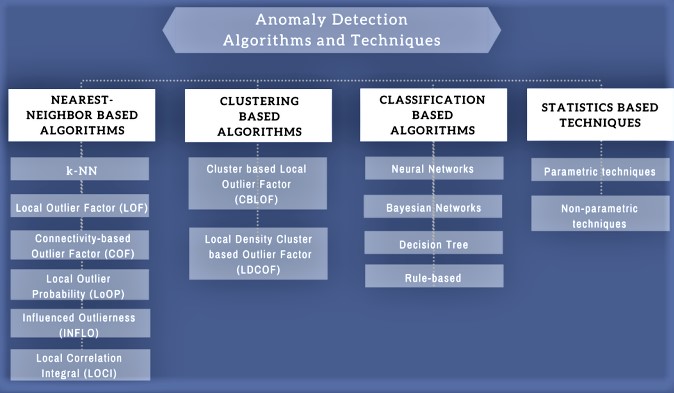 Anomaly Detection
Algorithms and Techniques
NEAREST-
NEIGHBOR BASED
ALGORITHMS
k-NN
Local Outlier Factor (LOF)
Connectivity-based
Outlier Factor (COF)
Local Outlier
Probability (LoOP)
Influenced Outlierness
(INFLO)
Local Correlation
Integral (LOCI)
CLUSTERING
BASED
ALGORITHMS
Cluster based Local
Outlier Factor
(CBLOF)
Local Density Cluster
based Outlier Factor
(LDCOF)
CLASSIFICATION
BASED
ALGORITHMS
Neural Networks
Bayesian Networks
Decision Tree
Rule-based
STATISTICS BASED
TECHNIQUES
Parametric techniques
Non-parametric
techniques